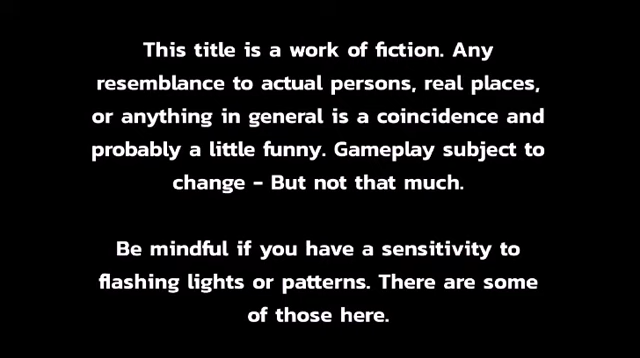 This title is a work of fiction. Any
resemblance to actual persons, real places,
or anything in general is a coincidence and
probably a little funny. Gameplay subject to
change - But not that much.
Be mindful if you have a sensitivity to
flashing lights or patterns. There are some
of those here.